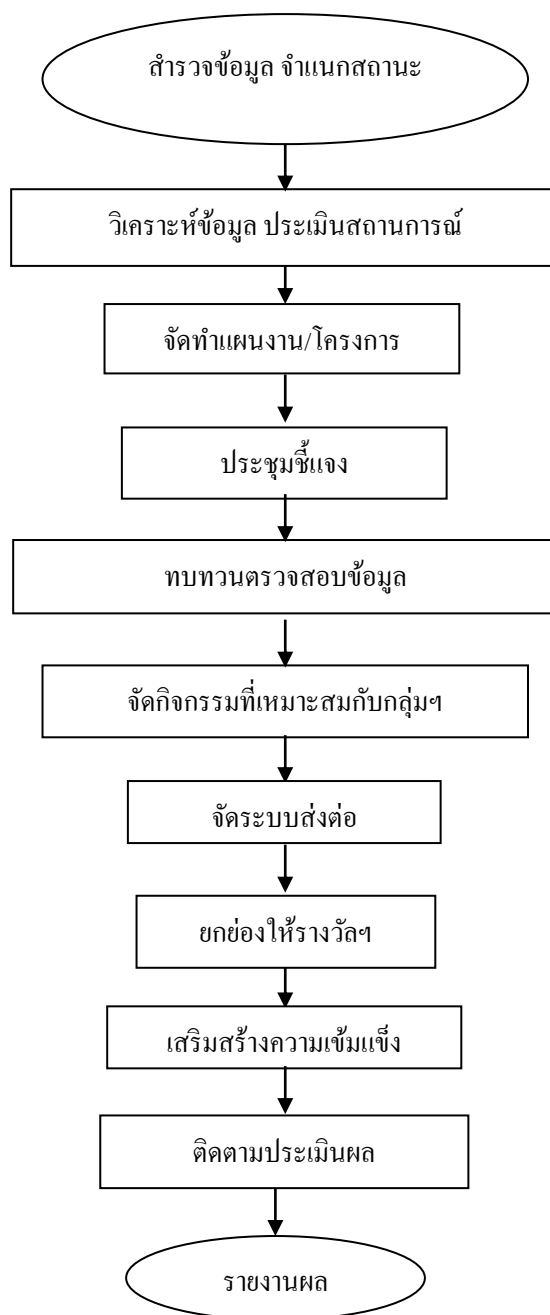 สำรวจข้อมูล จำแนกสถานะ
วิเคราะห์ข้อมูล ประเมินสถานการณ์
จัดทำแผนงาน/โครงการ
ประชุมชี้แจง
ทบทวนตรวจสอบข้อมูล
จัดกิจกรรมที่เหมาะสมกับกลุ่มฯ
จัดระบบส่งต่อ
ยกย่องให้รางวัลฯ
เสริมสร้างความเข้มแข็ง
ติดตามประเมินผล
รายงานผล